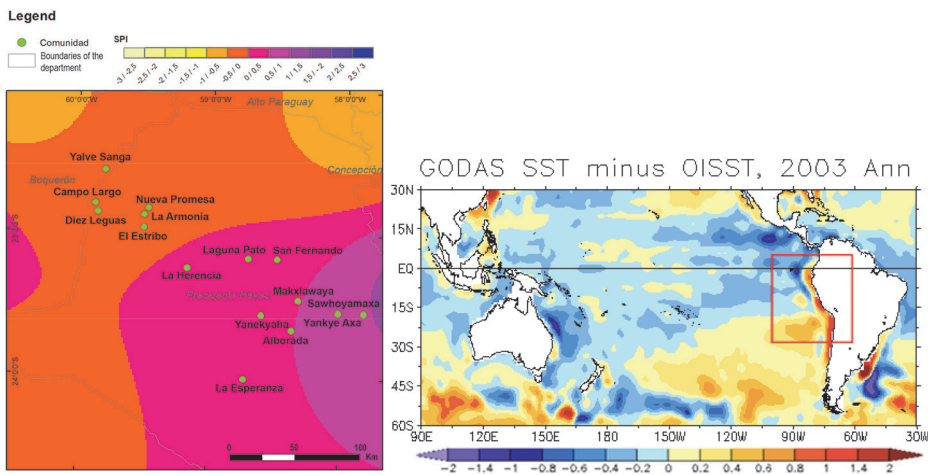 Legend
Comunidad
Boundaries of the
department
SPI
-3 / -2,5
-2,5 / -2
-2 / -1,5
-1,5 / -1
-1 / -0,5
-0,5 / 0
0 / 0,5
0,5 / 1
1 / 1,5
1,5 / 2
2 / 2,5
2,5 / 3
60°0'0"W
59°0'0"W
58°0'0"W
Alto Paraguay
Yalve Sanga
Concepción
Boquerón
Campo Largo
Nueva Promesa
Diez Leguas
La Armonia
El Estribo
23°0'0"S
Laguna Pato
San Fernando
La Herencia
Makxlawaya
Sawhoyamaxa
Yanekyaha
Yankye Axa
Alborada
24°0'0"S
La Esperanza
0 50 100
Km
GODAS SST minus OISST, 2003 Ann
30N
15N
EQ
15S
30S
45S
60S
90E 120E 150E 180 150W 120W 90W 60W 30W
-2 -1.4 -1 -0.8 -0.6 -0.4 -0.2 0 0.2 0.4 0.6 0.8 1 1.4 2